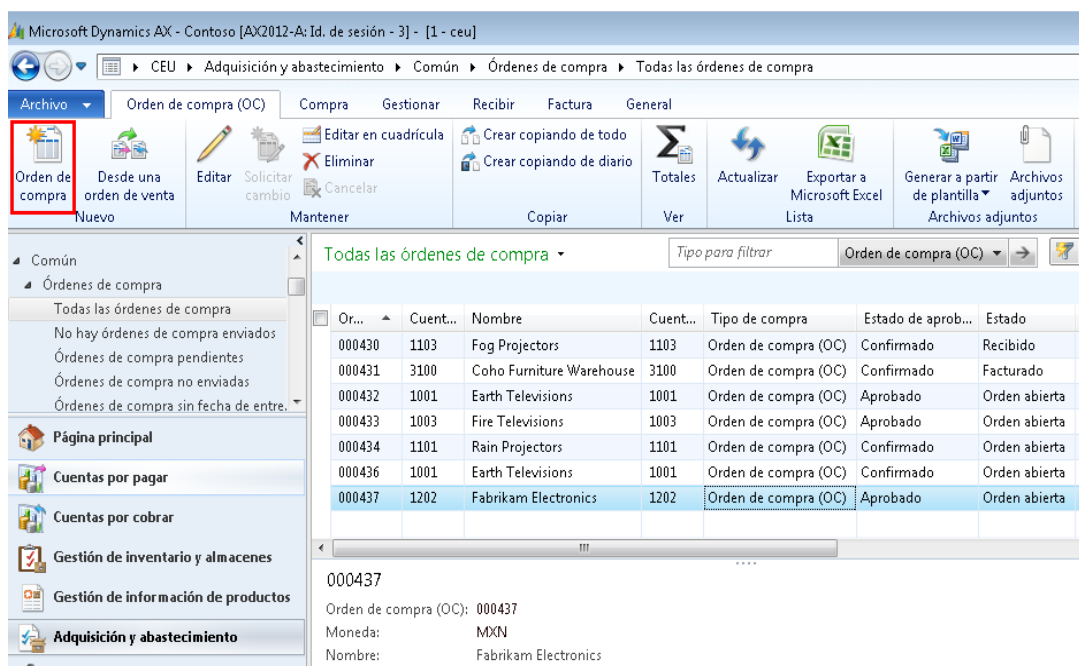 Microsoft Dynamics AX - Contoso [AX2012-A: Id. de sesión - 3] - [1 - ceu]
CEU ▸ Adquisición y abastecimiento ▸ Común ▸ Órdenes de compra ▸ Todas las órdenes de compra
Archivo Orden de compra (OC) Compra Gestionar Recibir Factura General
Orden de compra
Desde una orden de venta
Nuevo
Editar
Solicitar cambio
Editar en cuadrícula
Eliminar
Cancelar
Mantener
Crear copiando de todo
Crear copiando de diario
Copiar
Totales
Ver
Actualizar
Exportar a Microsoft Excel
Lista
Generar a partir de plantilla
Archivos adjuntos
Archivos adjuntos
Común
Órdenes de compra
Todas las órdenes de compra
No hay órdenes de compra enviados
Órdenes de compra pendientes
Órdenes de compra no enviadas
Órdenes de compra sin fecha de entre.
Página principal
Cuentas por pagar
Cuentas por cobrar
Gestión de inventario y almacenes
Gestión de información de productos
Adquisición y abastecimiento
Todas las órdenes de compra
Tipo para filtrar
Orden de compra (OC)
Or... Cuent... Nombre Cuent... Tipo de compra Estado de aprob... Estado
000430 1103 Fog Projectors 1103 Orden de compra (OC) Confirmado Recibido
000431 3100 Coho Furniture Warehouse 3100 Orden de compra (OC) Confirmado Facturado
000432 1001 Earth Televisions 1001 Orden de compra (OC) Aprobado Orden abierta
000433 1003 Fire Televisions 1003 Orden de compra (OC) Aprobado Orden abierta
000434 1101 Rain Projectors 1101 Orden de compra (OC) Confirmado Orden abierta
000436 1001 Earth Televisions 1001 Orden de compra (OC) Confirmado Orden abierta
000437 1202 Fabrikam Electronics 1202 Orden de compra (OC) Aprobado Orden abierta
000437
Orden de compra (OC): 000437
Moneda: MXN
Nombre: Fabrikam Electronics